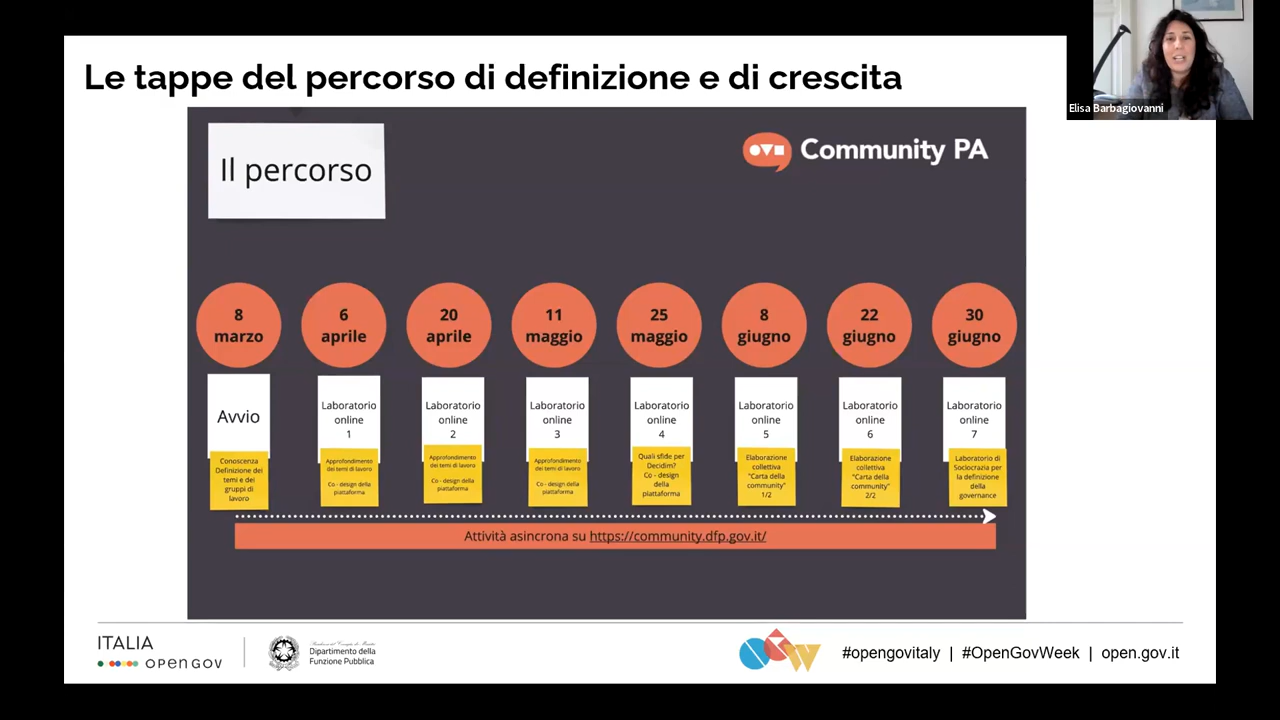 Le tappe del percorso di definizione e di crescita
Elisa Barbagiovanni
Il percorso
Community PA
8
marzo
6
aprile
20
aprile
11
maggio
25
maggio
8
giugno
22
giugno
30
giugno
Avvio
Laboratorio
online
1
Laboratorio
online
2
Laboratorio
online
3
Laboratorio
online
4
Laboratorio
online
5
Laboratorio
online
6
Laboratorio
online
7
Conoscenza
Definizione dei
temi e dei
gruppi di
lavoro
Approfondimento
dei temi di lavoro
Co - design della
piattaforma
Approfondimento
dei temi di lavoro
Co - design della
piattaforma
Approfondimento
dei temi di lavoro
Co - design della
piattaforma
Quali sfide per
Decidim?
Co - design
della
piattaforma
Elaborazione
collettiva
"Carta della
community"
1/2
Elaborazione
collettiva
"Carta della
community"
2/2
Laboratorio di
Sociocrazia per
la definizione
della
governance
Attività asincrona su https://community.dfp.gov.it/
ITALIA
OPEN GOV
Dipartimento della
Funzione Pubblica
#opengovitaly | #OpenGovWeek | open.gov.it